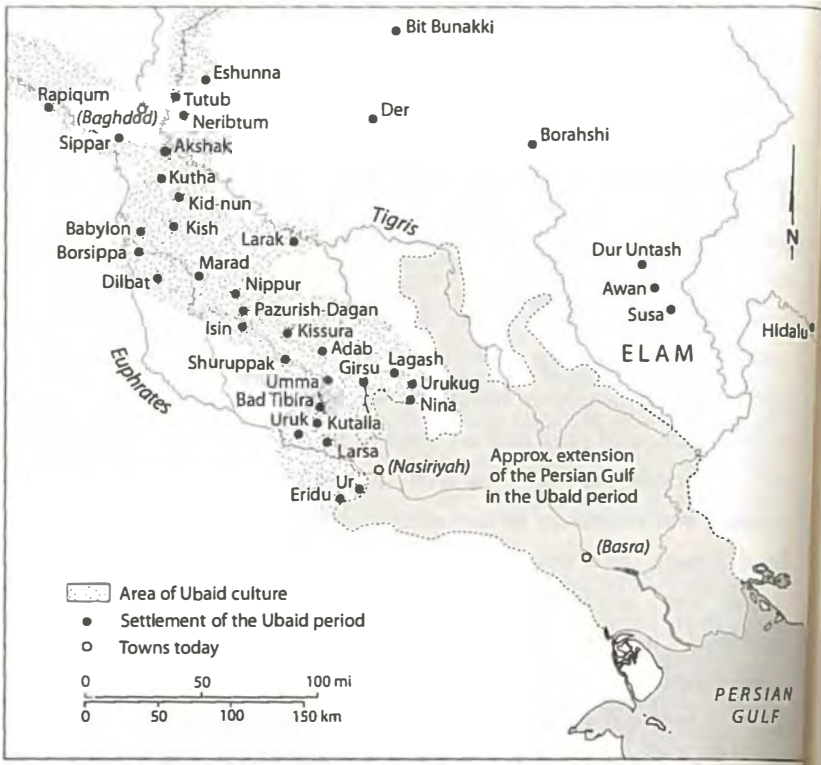 Bit Bunakki
Eshunna
Rapiqum
Tutub
(Baghdad)
Neribtum
Der
Sippar
Akshak
Borahshi
Kutha
Kid-nun
Tigris
Babylon
Kish
Larak
N
Borsippa
Marad
Dur Untash
Dilbat
Nippur
Awan
Pazurish-Dagan
Susa
Isin
Kissura
Hidalu
Adab
ELAM
Shuruppak
Girsu
Lagash
Euphrates
Umma
Urukug
Bad Tibira
Nina
Uruk
Kutalla
Larsa
(Nasiriyah)
Approx. extension
of the Persian Gulf
in the Ubaid period
Ur
Eridu
(Basra)
Area of Ubaid culture
Settlement of the Ubaid period
Towns today
0 50 100 mi
0 50 100 150 km
PERSIAN
GULF